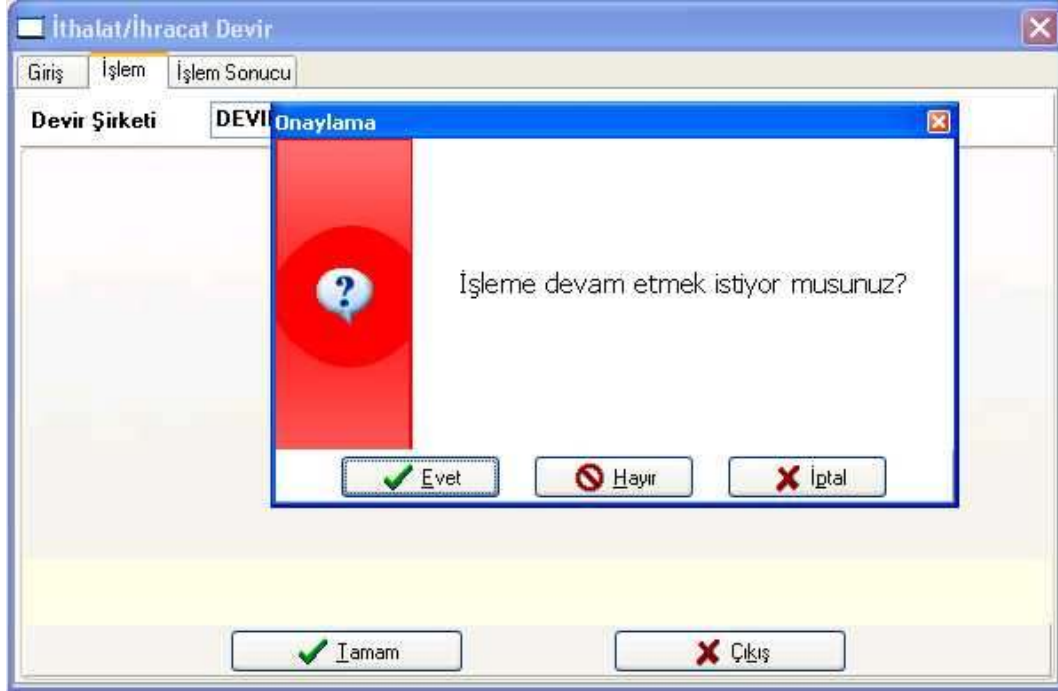 İthalat/İhracat Devir
Giriş İşlem İşlem Sonucu
Devir Şirketi
Onaylama
İşleme devam etmek istiyor musunuz?
Evet Hayır İptal
Tamam Çıkış